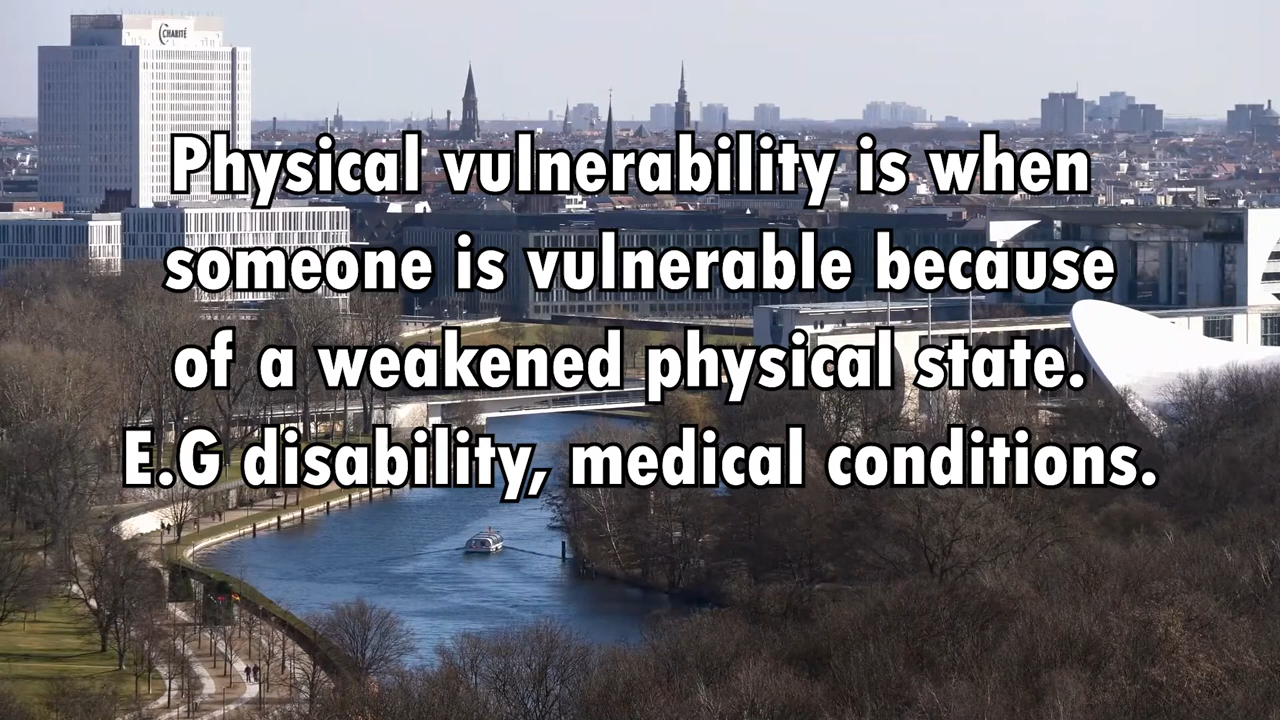 CHARITÉ
Physical vulnerability is when
someone is vulnerable because
of a weakened physical state.
E.G disability, medical conditions.